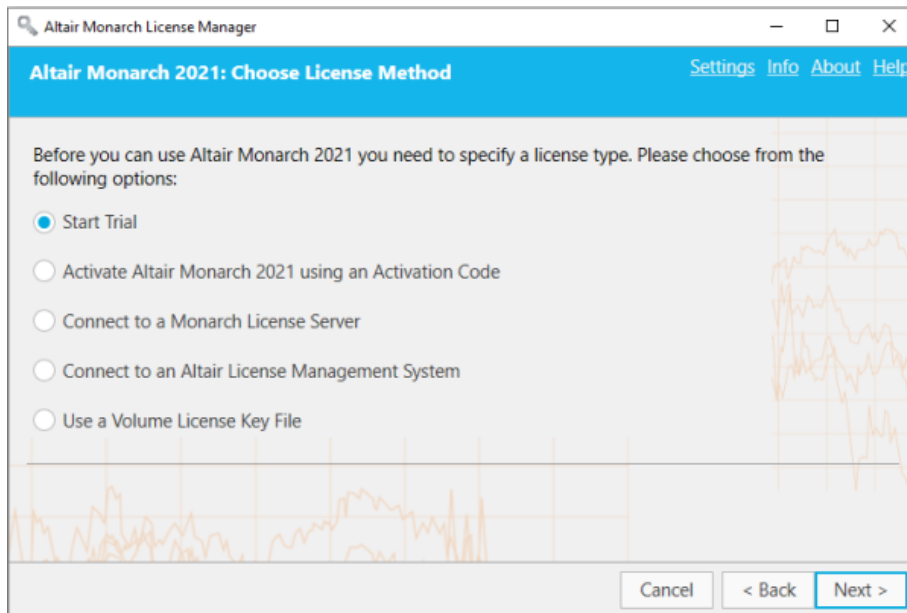 Altair Monarch License Manager
Altair Monarch 2021: Choose License Method
Settings Info About Help
Before you can use Altair Monarch 2021 you need to specify a license type. Please choose from the
following options:
Start Trial
Activate Altair Monarch 2021 using an Activation Code
Connect to a Monarch License Server
Connect to an Altair License Management System
Use a Volume License Key File
Cancel
< Back
Next >